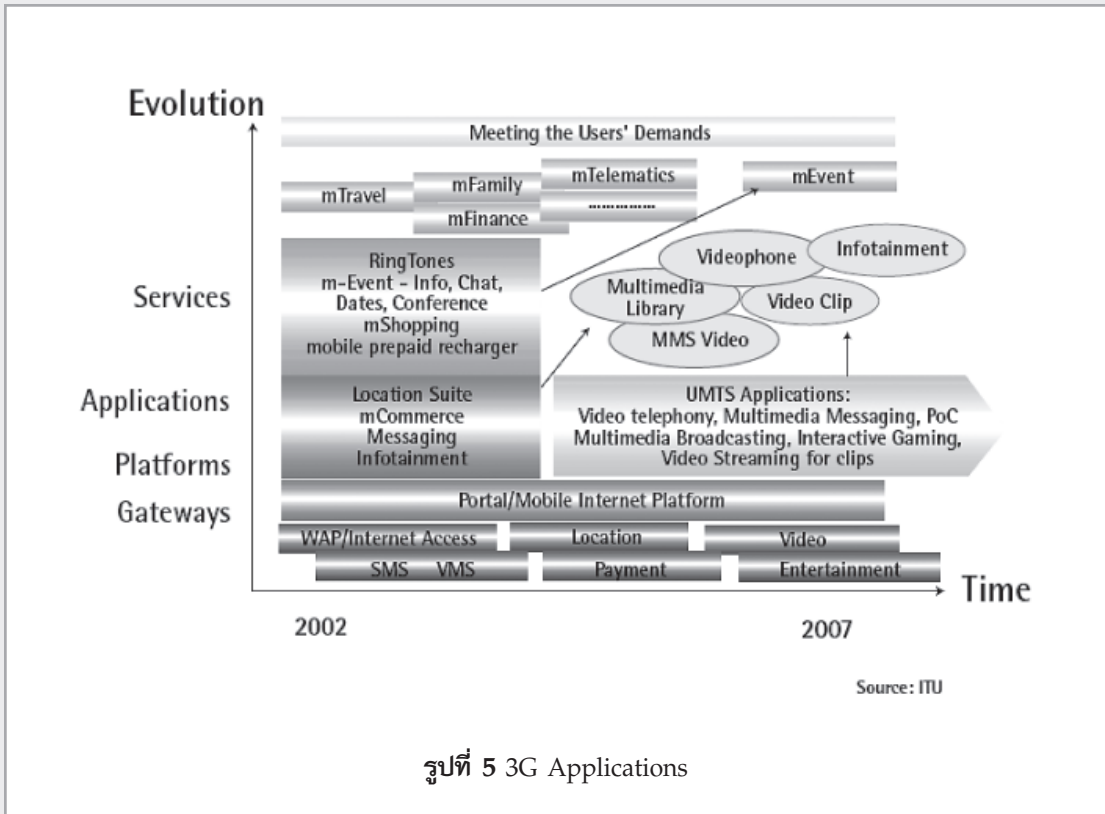 Evolution
Meeting the Users' Demands
mTravel
mFamily
mFinance
mTelematics
...............
mEvent
Services
RingTones
m-Event - Info, Chat,
Dates, Conference
mShopping
mobile prepaid recharger
Videophone
Infotainment
Multimedia
Library
Video Clip
MMS Video
Applications
Platforms
Gateways
Location Suite
mCommerce
Messaging
Infotainment
UMTS Applications:
Video telephony, Multimedia Messaging, PoC
Multimedia Broadcasting, Interactive Gaming,
Video Streaming for clips
Portal/Mobile Internet Platform
WAP/Internet Access
Location
Video
SMS VMS
Payment
Entertainment
Time
2002
2007
Source: ITU
รูปที่ 5 3G Applications